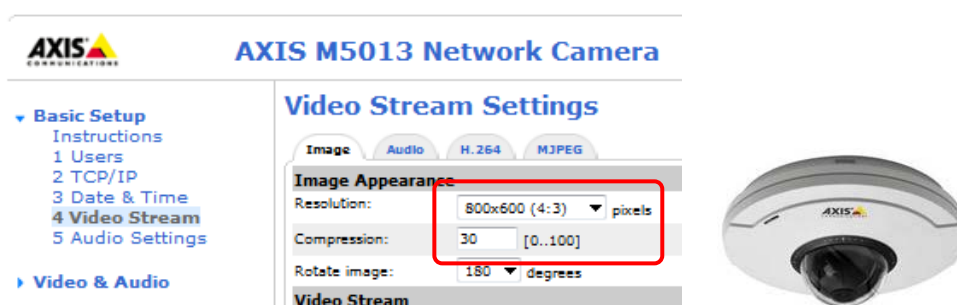 AXIS
COMMUNICATIONS
AXIS M5013 Network Camera
Basic Setup
Instructions
1 Users
2 TCP/IP
3 Date & Time
4 Video Stream
5 Audio Settings
Video & Audio
Video Stream Settings
Image Audio H.264 MJPEG
Image Appearance
Resolution: 800x600 (4:3) pixels
Compression: 30 [0..100]
Rotate image: 180 degrees
Video Stream
AXIS